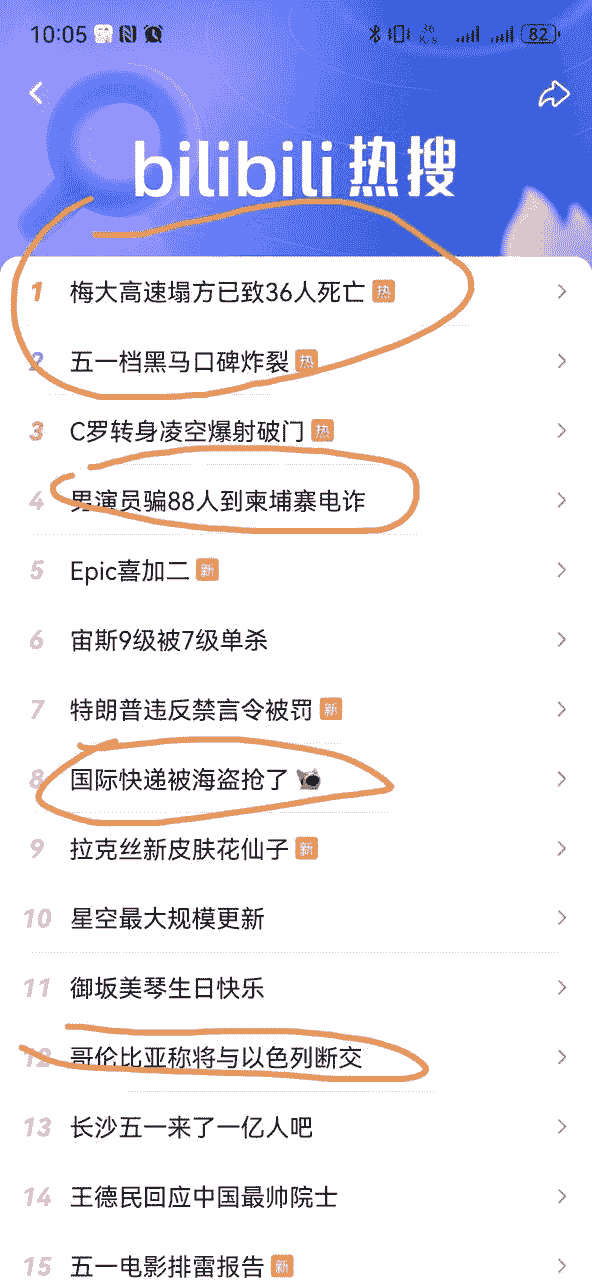 10:05 82
bilibili 热搜
1 梅大高速塌方已致36人死亡 热
2 五一档黑马口碑炸裂 热
3 C罗转身凌空爆射破门 热
4 男演员骗88人到柬埔寨电诈
5 Epic喜加二 新
6 宙斯9级被7级单杀
7 特朗普违反禁言令被罚 新
8 国际快递被海盗抢了
9 拉克丝新皮肤花仙子 新
10 星空最大规模更新
11 御坂美琴生日快乐
12 哥伦比亚称将与以色列断交
13 长沙五一来了一亿人吧
14 王德民回应中国最帅院士
15 五一电影排雷报告 新